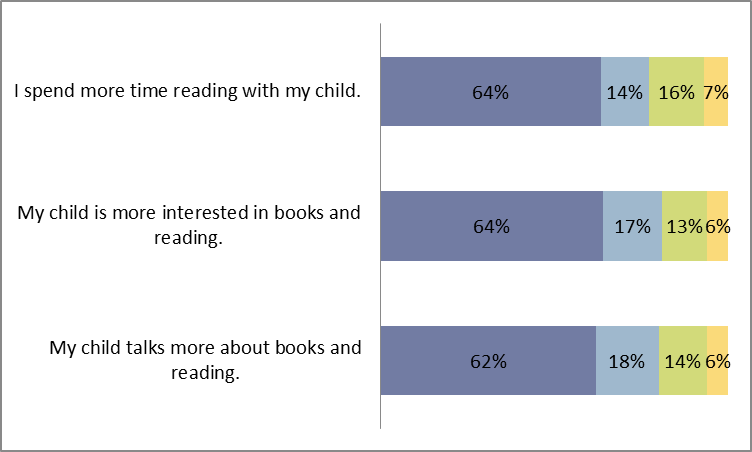 I spend more time reading with my child.
64% 14% 16% 7%
My child is more interested in books and
reading.
64% 17% 13% 6%
My child talks more about books and
reading.
62% 18% 14% 6%